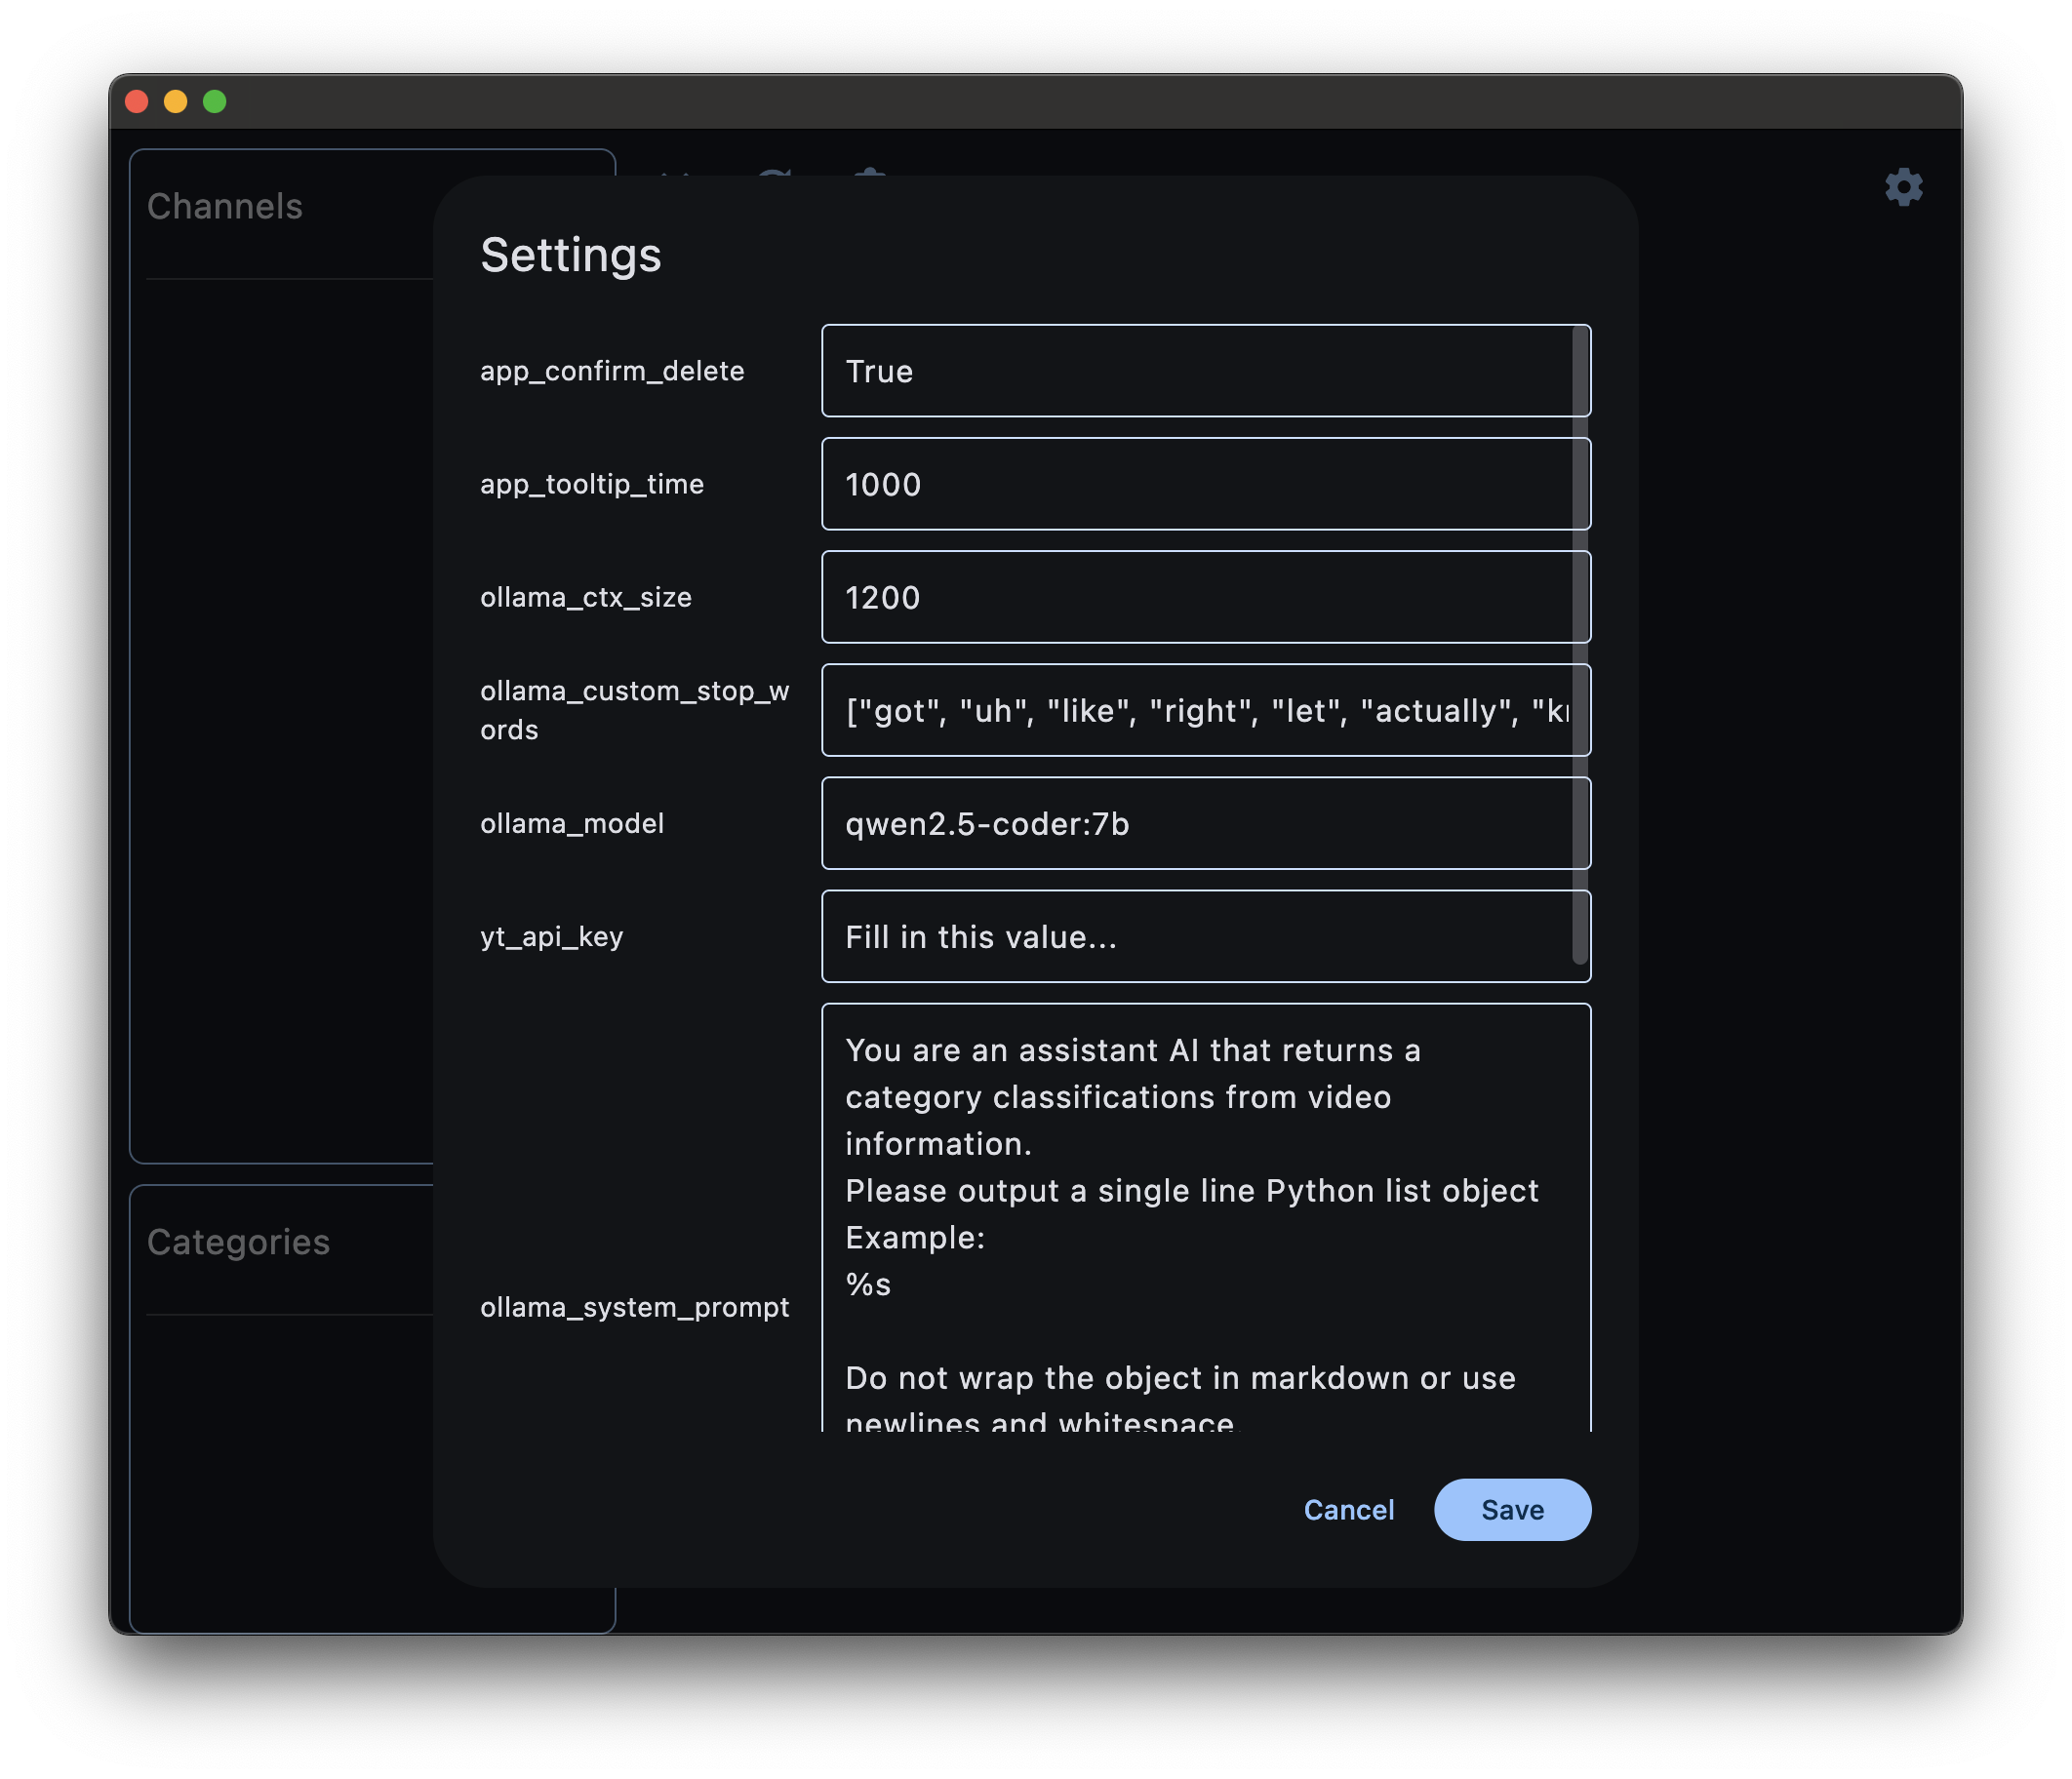 Channels
Settings
app_confirm_delete
True
app_tooltip_time
1000
ollama_ctx_size
1200
ollama_custom_stop_w
ords
["got", "uh", "like", "right", "let", "actually", "k
ollama_model
qwen2.5-coder:7b
yt_api_key
Fill in this value...
ollama_system_prompt
You are an assistant AI that returns a
category classifications from video
information.
Please output a single line Python list object
Example:
%s
Do not wrap the object in markdown or use
newlines and whitespace.
Categories
Cancel
Save